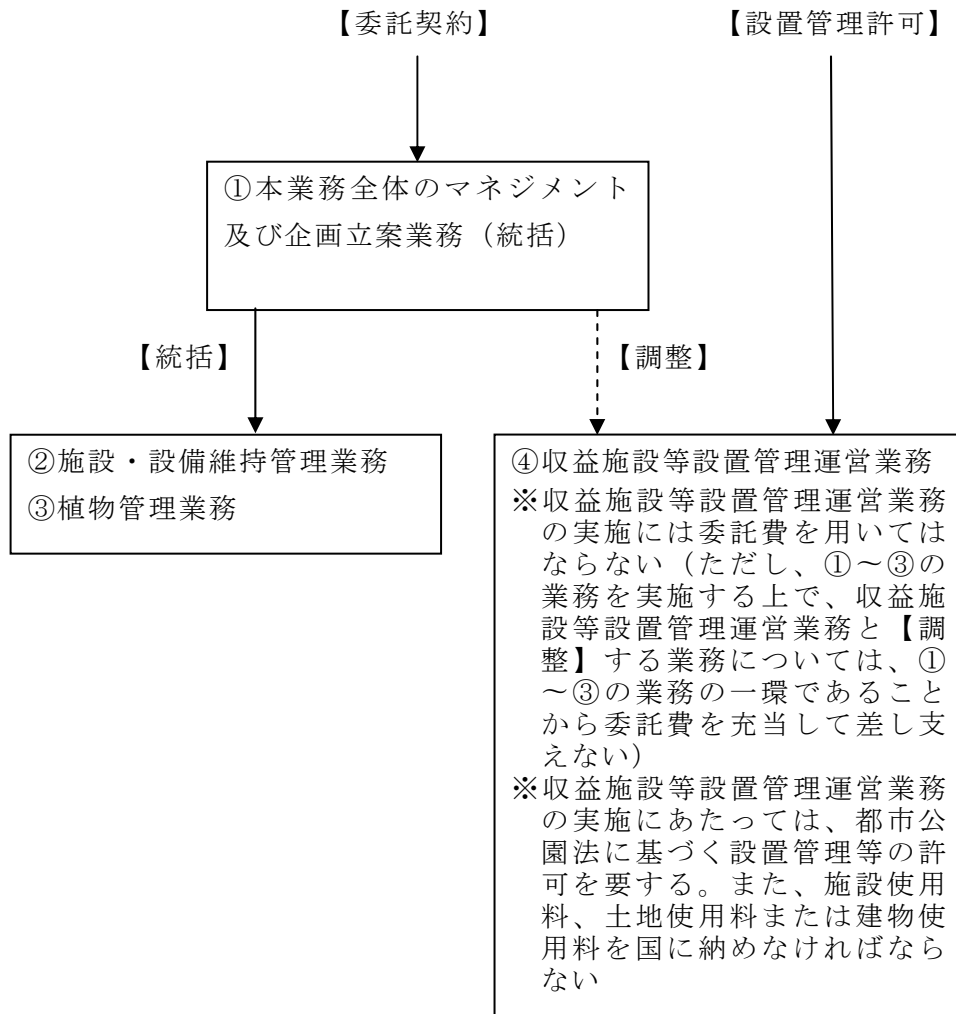 【委託契約】
【設置管理許可】
①本業務全体のマネジメント
及び企画立案業務（統括）
【統括】
【調整】
②施設・設備維持管理業務
③植物管理業務
④収益施設等設置管理運営業務
※収益施設等設置管理運営業務
の実施には委託費を用いては
ならない（ただし、①～③の
業務を実施する上で、収益施
設等設置管理運営業務と【調
整】する業務については、①
～③の業務の一環であること
から委託費を充当して差し支
えない）
※収益施設等設置管理運営業務
の実施にあたっては、都市公
園法に基づく設置管理等の許
可を要する。また、施設使用
料、土地使用料または建物使
用料を国に納めなければなら
ない